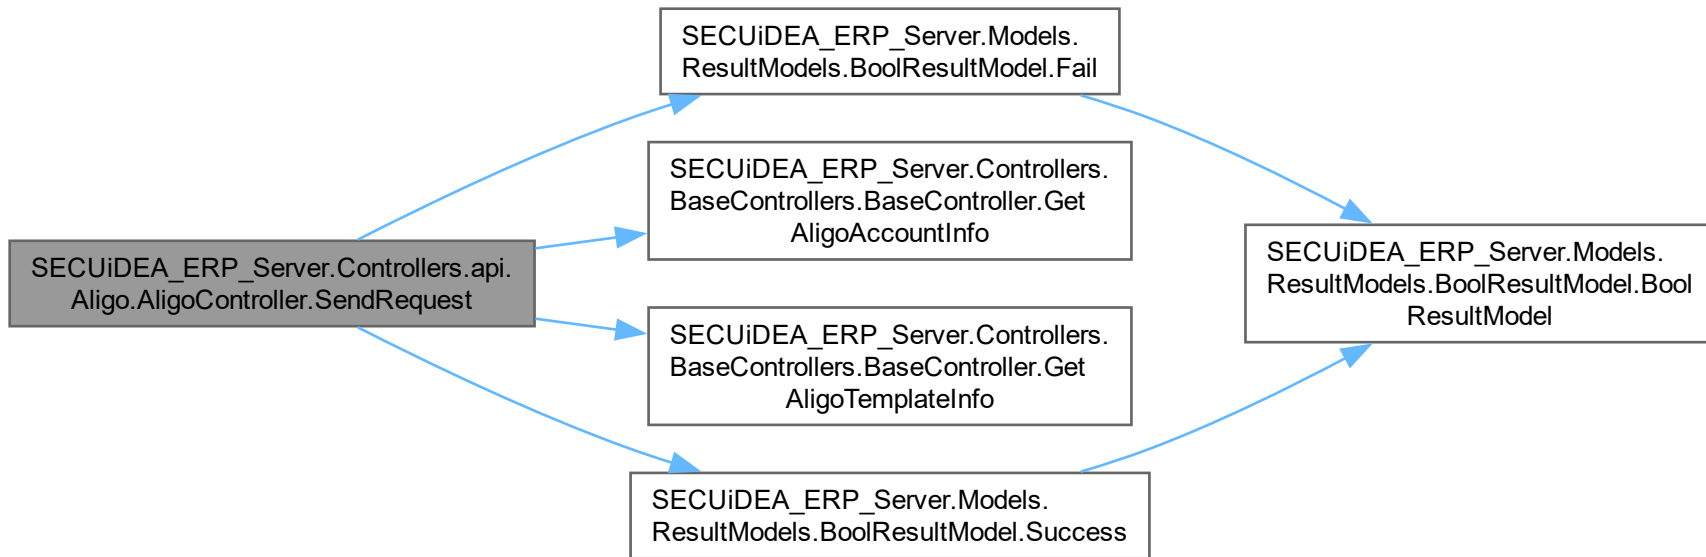 SECUiDEA_ERP_Server.Models.
ResultModels.BoolResultModel.Fail
SECUiDEA_ERP_Server.Controllers.
BaseControllers.BaseController.Get
AligoAccountInfo
SECUiDEA_ERP_Server.Controllers.api.
Aligo.AligoController.SendRequest
SECUiDEA_ERP_Server.Models.
ResultModels.BoolResultModel.Bool
ResultModel
SECUiDEA_ERP_Server.Controllers.
BaseControllers.BaseController.Get
AligoTemplateInfo
SECUiDEA_ERP_Server.Models.
ResultModels.BoolResultModel.Success